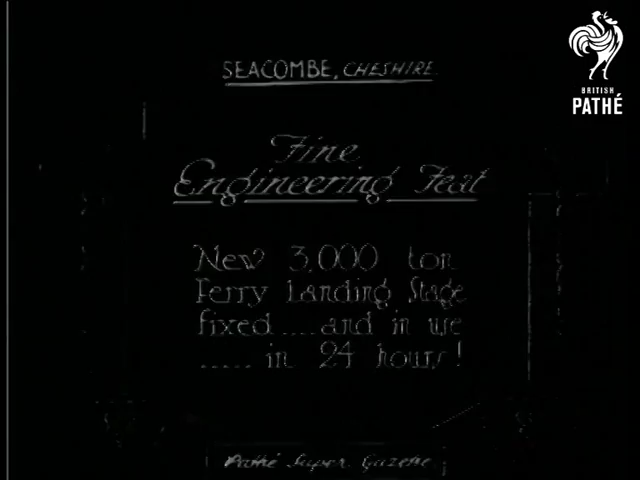 SEACOMBE, CHESHIRE.
BRITISH
PATHÉ
Fine
Engineering Feat
New 3,000 ton
Ferry Landing Stage
fixed....and in use
..... in 24 hours!
Pathé Super Gazette